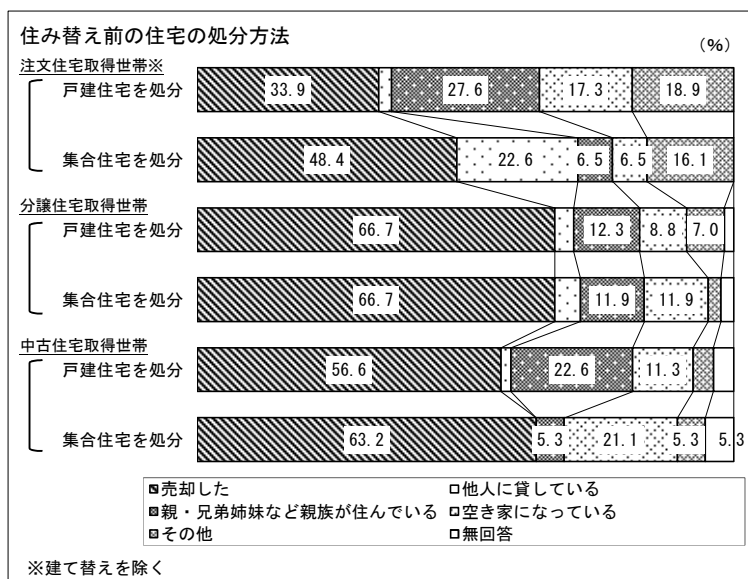 住み替え前の住宅の処分方法
(%)
注文住宅取得世帯※
戸建住宅を処分 33.9 27.6 17.3 18.9
集合住宅を処分 48.4 22.6 6.5 6.5 16.1
分譲住宅取得世帯
戸建住宅を処分 66.7 12.3 8.8 7.0
集合住宅を処分 66.7 11.9 11.9
中古住宅取得世帯
戸建住宅を処分 56.6 22.6 11.3
集合住宅を処分 63.2 5.3 21.1 5.3 5.3
売却した 他人に貸している
親・兄弟姉妹など親族が住んでいる 空き家になっている
その他 無回答
※建て替えを除く